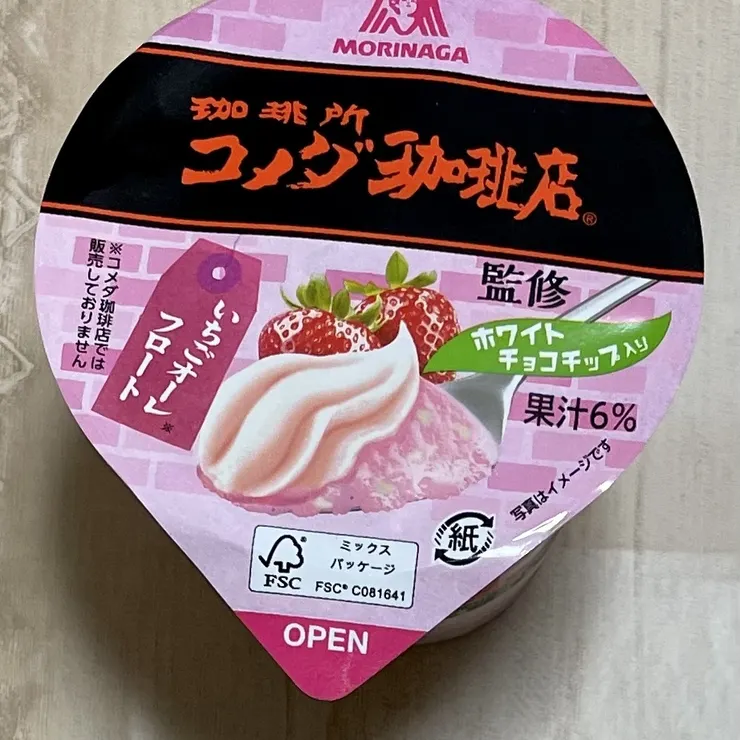 MORINAGA
珈琲所
コメダ珈琲店®
監修
※コメダ珈琲店では
販売しておりません
いちごオーレ
フロート※
ホワイト
チョコチップ入り
果汁6%
写真はイメージです
紙
FSC
ミックス
パッケージ
FSC® C081641
OPEN